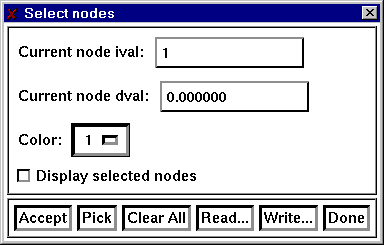 Select nodes
Current node ival: 1
Current node dval: 0.000000
Color: 1
Display selected nodes
Accept Pick Clear All Read... Write... Done